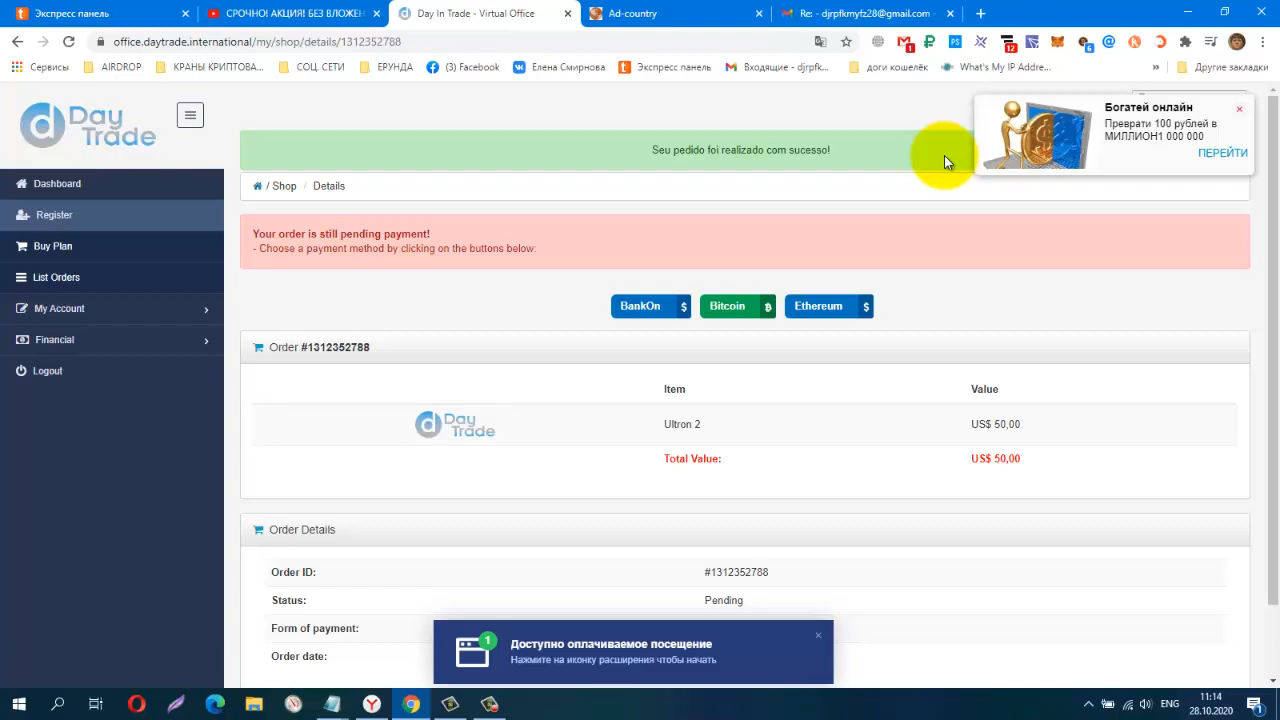 Экспресс панель
СРОЧНО! АКЦИЯ! БЕЗ ВЛОЖЕН
Day In Trade - Virtual Office
Ad-country
Re: - djrpfkmyfz28@gmail.com -
office.daytrade.international/my/shop/details/1312352788
Сервисы
AIRDROP
КРАНЫ КРИПТОВА...
СОЦ СЕТИ
ЕРУНДА
(3) Facebook
Елена Смирнова
Экспресс панель
Входящие - djrpfk...
доги кошелёк
What's My IP Addre...
»
Другие закладки
Day
Trade
Богатей онлайн
Преврати 100 рублей в
МИЛЛИОН1 000 000
ПЕРЕЙТИ
Seu pedido foi realizado com sucesso!
/ Shop / Details
Dashboard
Register
Buy Plan
List Orders
My Account
Financial
Logout
Your order is still pending payment!
- Choose a payment method by clicking on the buttons below:
BankOn $
Bitcoin
Ethereum $
Order #1312352788
Item Value
Day
Trade
Ultron 2 US$ 50,00
Total Value: US$ 50,00
Order Details
Order ID: #1312352788
Status: Pending
Form of payment:
Order date:
1
Доступно оплачиваемое посещение
Нажмите на иконку расширения чтобы начать
ENG
11:14
28.10.2020